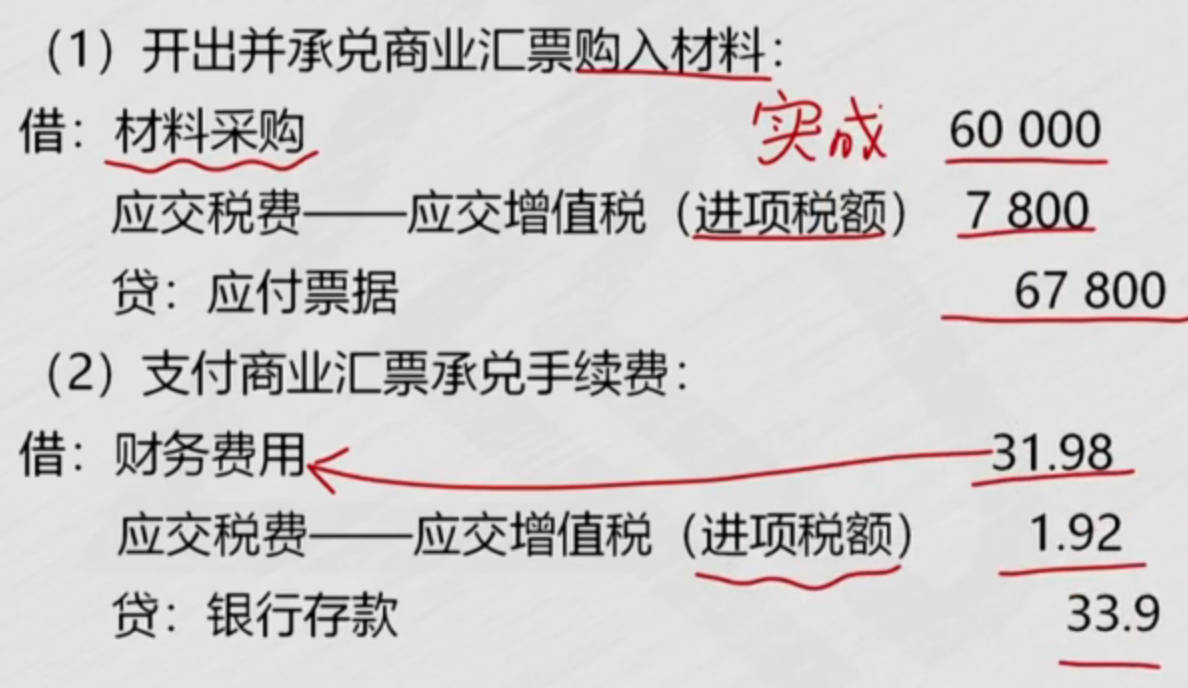 （1）开出并承兑商业汇票购入材料：
借：材料采购 实成 60 000
应交税费——应交增值税（进项税额） 7 800
贷：应付票据 67 800
（2）支付商业汇票承兑手续费：
借：财务费用 31.98
应交税费——应交增值税（进项税额） 1.92
贷：银行存款 33.9